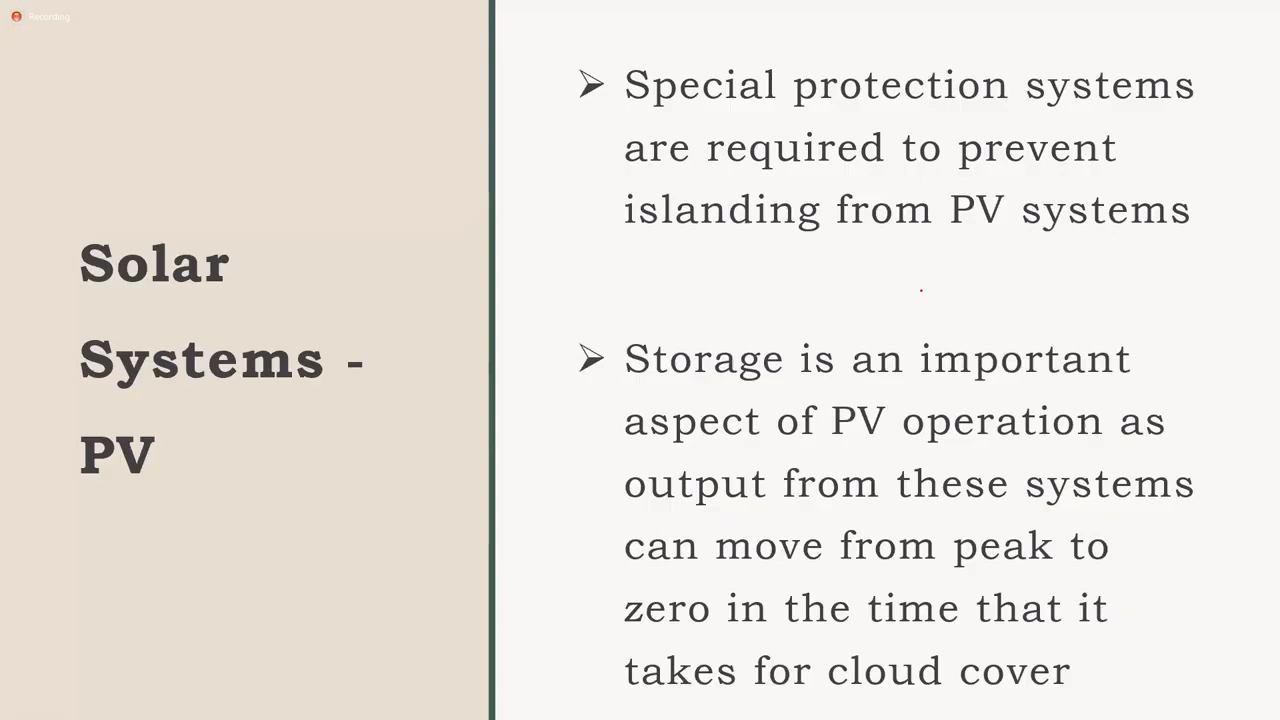 Recording
Solar
Systems -
PV
➢ Special protection systems
are required to prevent
islanding from PV systems
➢ Storage is an important
aspect of PV operation as
output from these systems
can move from peak to
zero in the time that it
takes for cloud cover